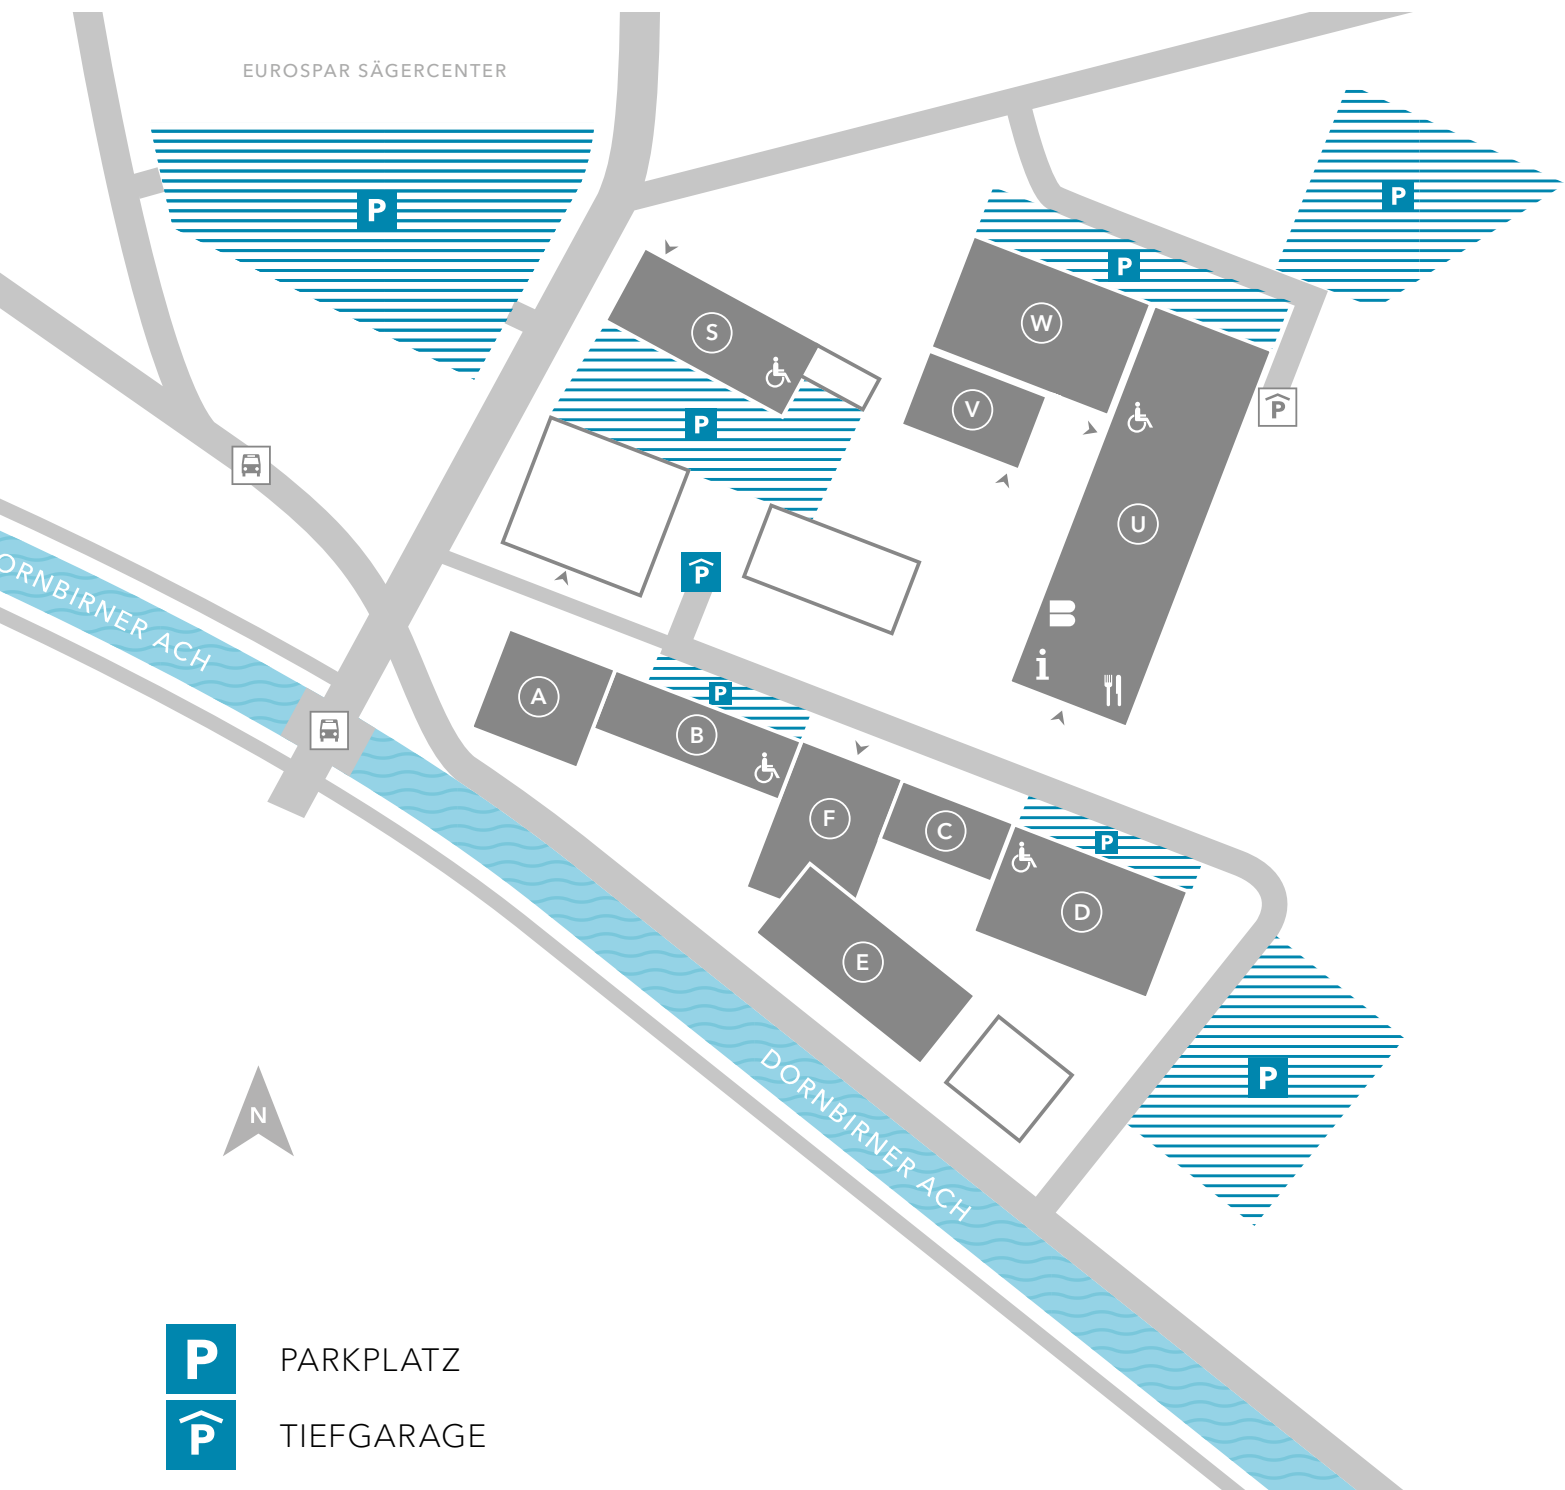 EUROSPAR SÄGERCENTER
P
P
P
S
W
P
V
P
P
U
ORNBIRNER ACH
P
i
A
P
B
F
C
P
D
E
DORNBIRNER ACH
P
N
P PARKPLATZ
P TIEFGARAGE